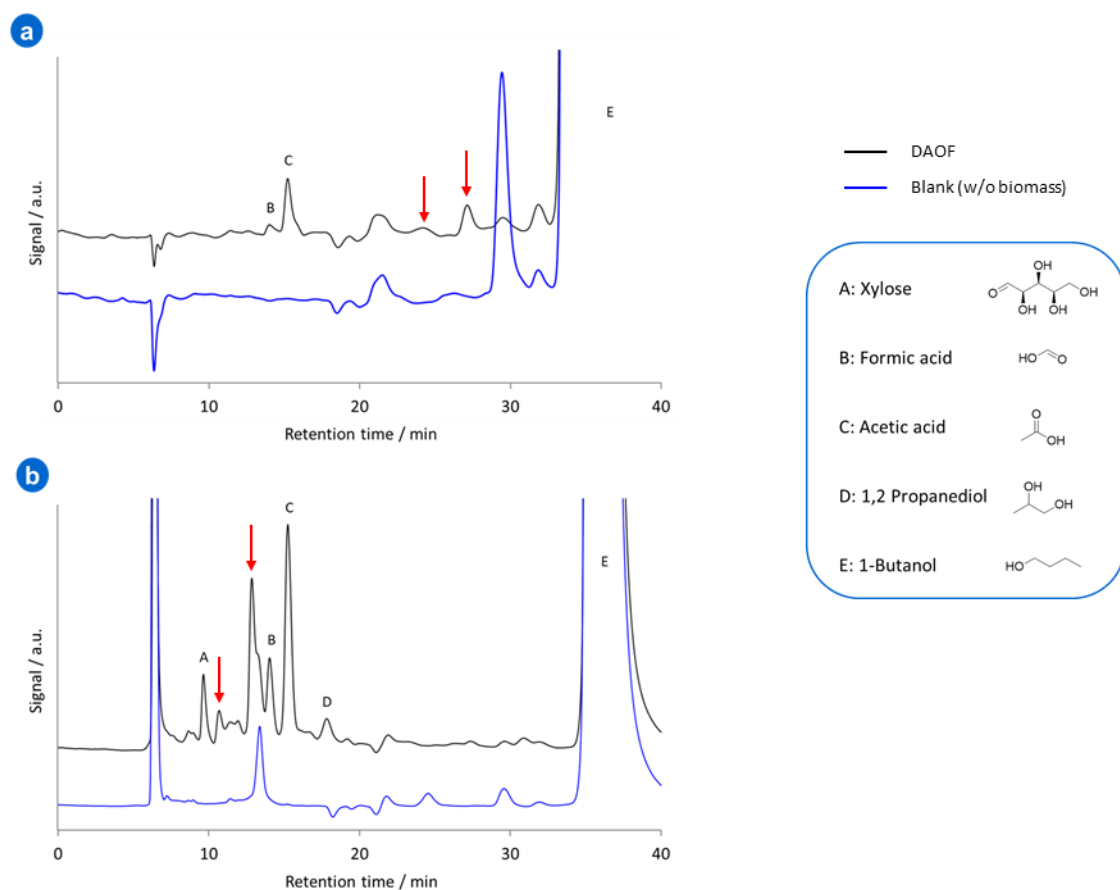 a
Signal / a.u.
B
C
E
0
10
20
30
40
Retention time / min
b
Signal / a.u.
A
B
C
D
E
0
10
20
30
40
Retention time / min
DAOF
Blank (w/o biomass)
A: Xylose
O
OH
OH
OH
OH
B: Formic acid
HO
O
C: Acetic acid
O
OH
D: 1,2 Propanediol
OH
OH
E: 1-Butanol
HO